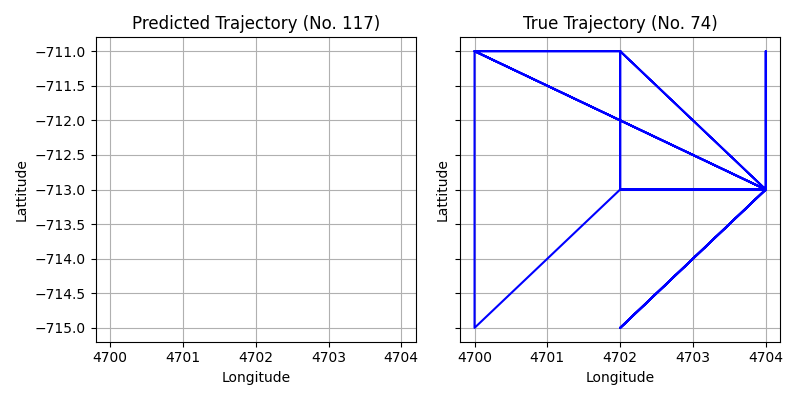 Predicted Trajectory (No. 117)
−711.0
−711.5
−712.0
−712.5
−713.0
−713.5
−714.0
−714.5
−715.0
Lattitude
4700 4701 4702 4703 4704
Longitude
True Trajectory (No. 74)
Lattitude
4700 4701 4702 4703 4704
Longitude